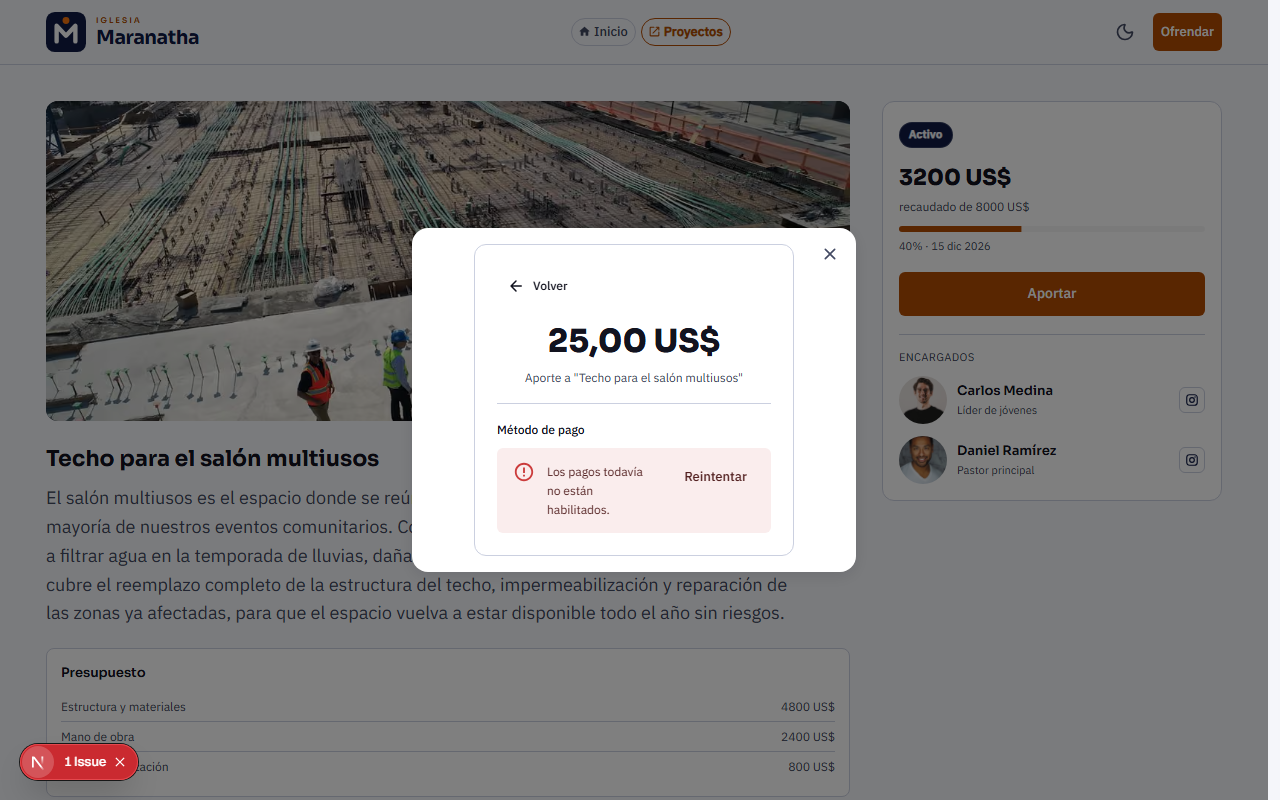 IGLESIA
Maranatha
Inicio
Proyectos
Ofrendar
Activo
3200 US$
recaudado de 8000 US$
40% · 15 dic 2026
Aportar
ENCARGADOS
Carlos Medina
Líder de jóvenes
Daniel Ramírez
Pastor principal
Volver
25,00 US$
Aporte a "Techo para el salón multiusos"
Método de pago
Los pagos todavía
no están
habilitados.
Reintentar
Techo para el salón multiusos
El salón multiusos es el espacio donde se
mayoría de nuestros eventos comunitarios.
a filtrar agua en la temporada de lluvias,
cubre el reemplazo completo de la estructura del techo, impermeabilización y reparación de
las zonas ya afectadas, para que el espacio vuelva a estar disponible todo el año sin riesgos.
Presupuesto
Estructura y materiales 4800 US$
Mano de obra 2400 US$
800 US$
1 Issue